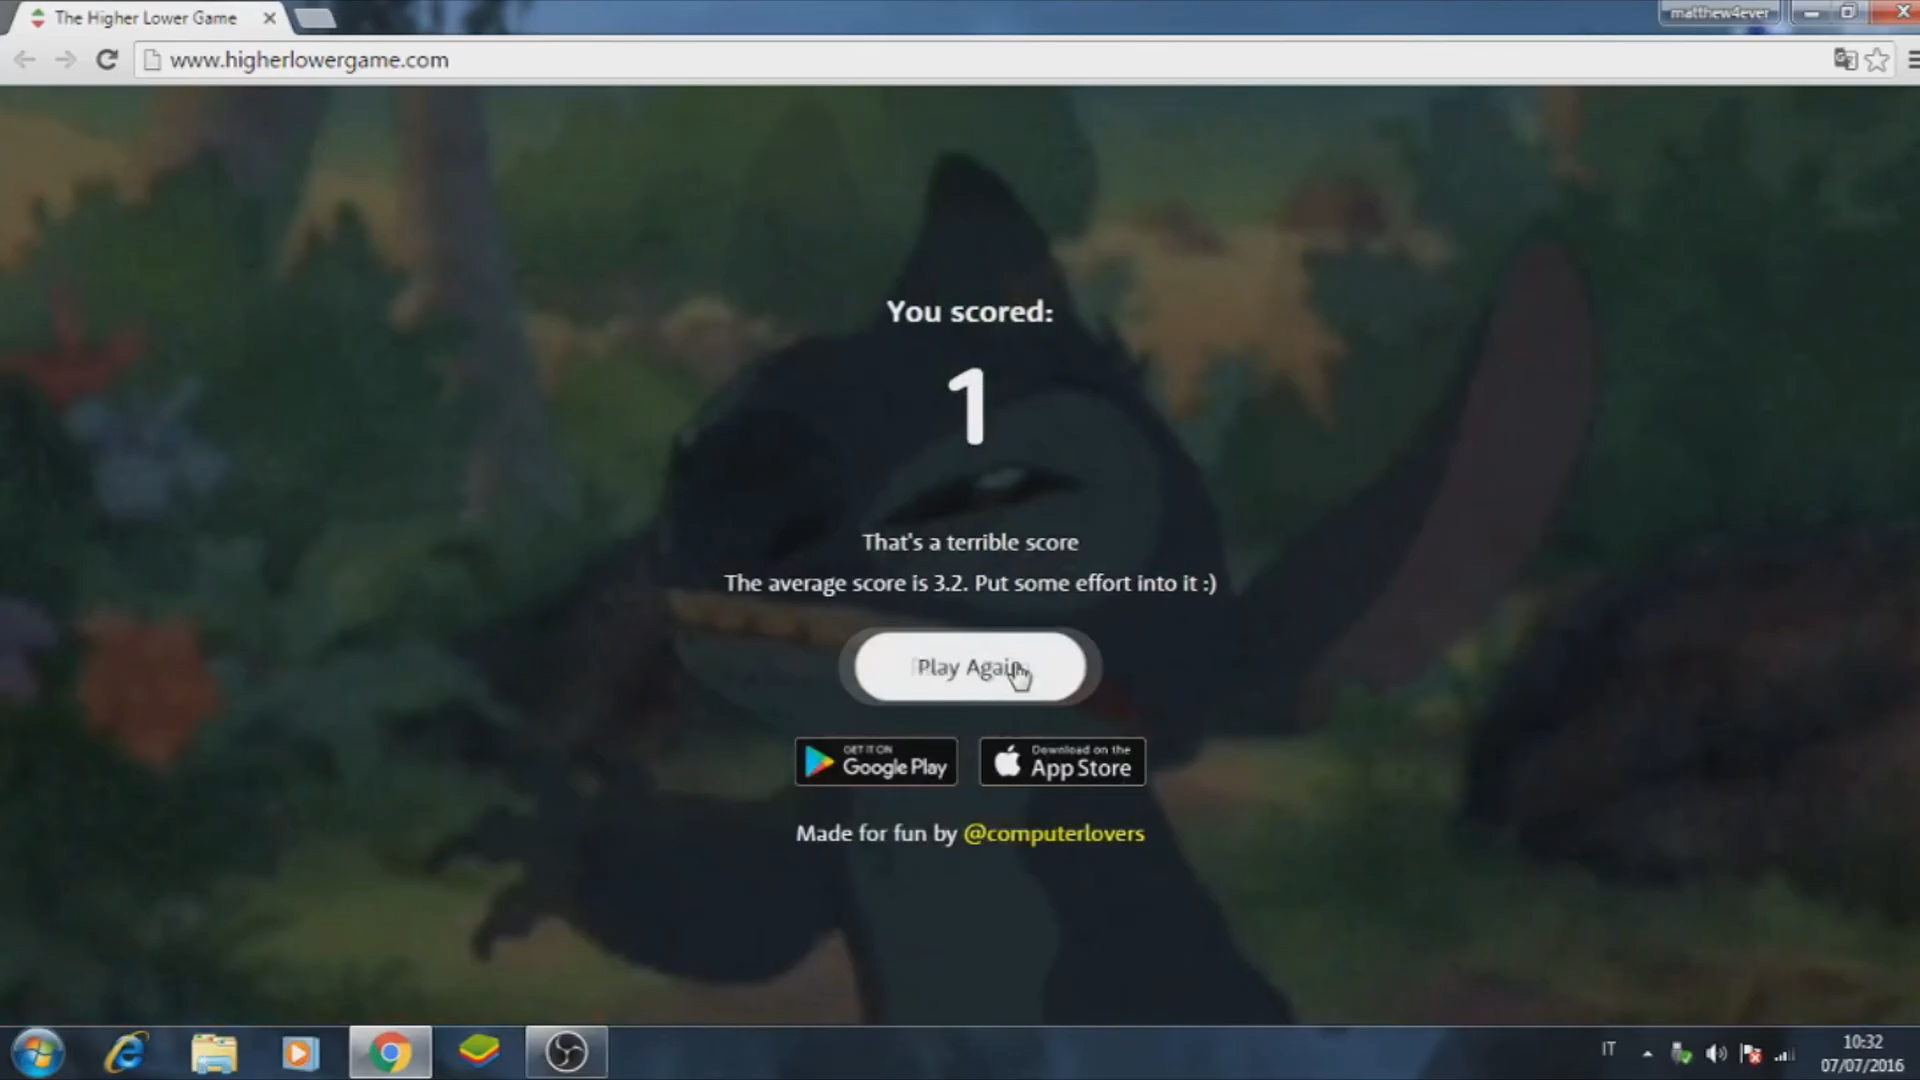 The Higher Lower Game
matthew4ever
www.higherlowergame.com
You scored:
1
That's a terrible score
The average score is 3.2. Put some effort into it :)
Play Again
GET IT ON
Google Play
Download on the
App Store
Made for fun by @computerlovers
IT
10:32
07/07/2016